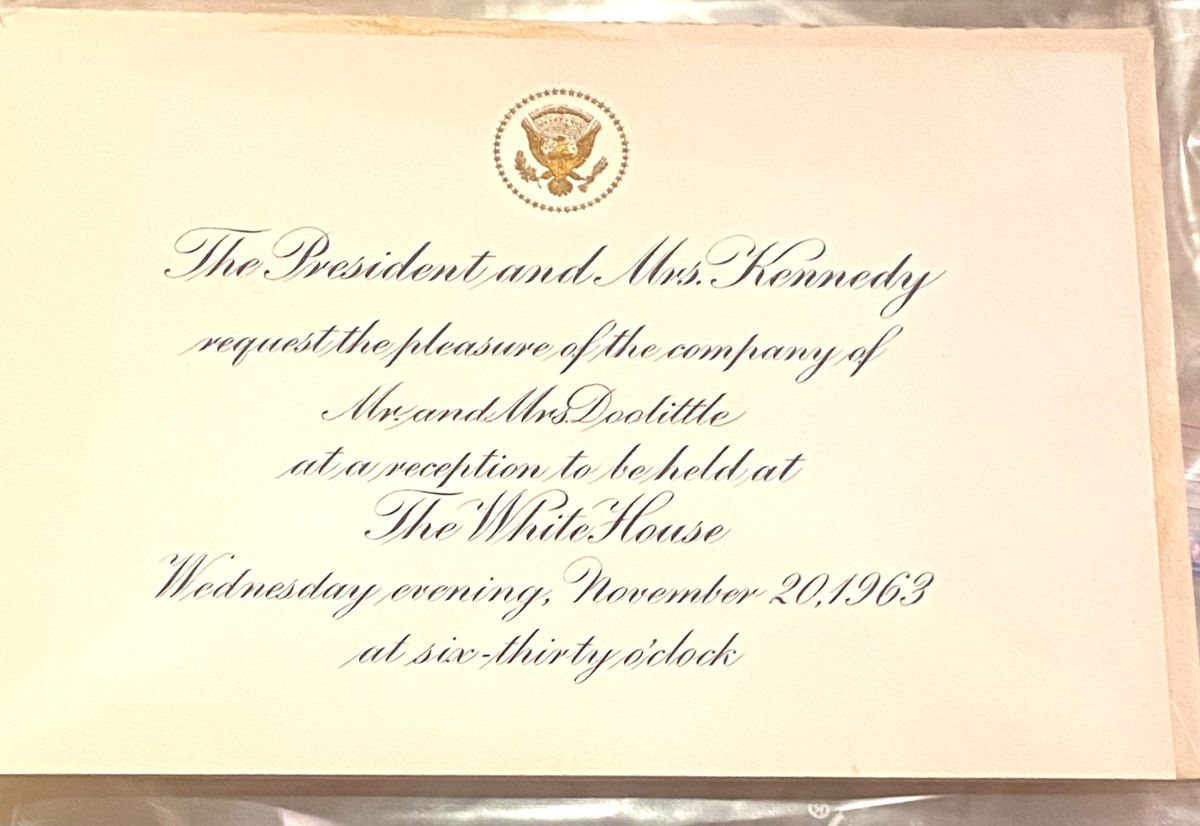 The President and Mrs. Kennedy
request the pleasure of the company of
Mr. and Mrs. Doolittle
at a reception to be held at
The White House
Wednesday evening, November 20, 1963
at six-thirty o'clock